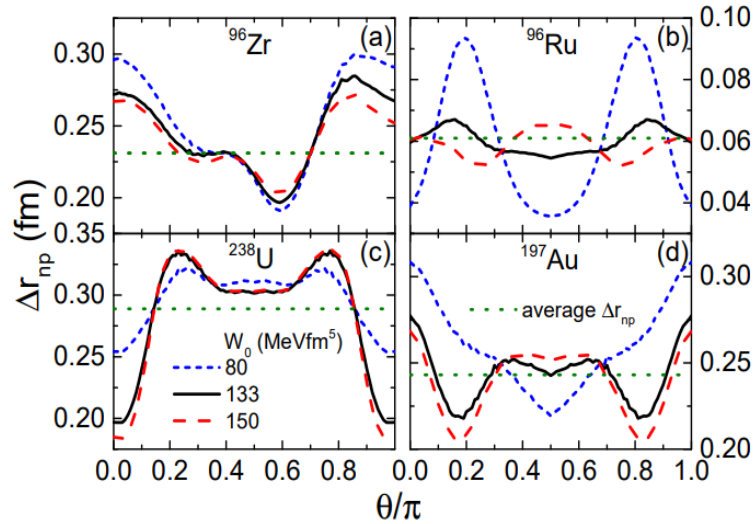 0.30
0.25
0.20
Δr_np (fm)
⁹⁶Zr
(a)
⁹⁶Ru
(b)
0.10
0.08
0.06
0.04
0.35
0.30
0.25
0.20
²³⁸U
(c)
W₀ (MeVfm⁵)
80
133
150
¹⁹⁷Au
(d)
average Δr_np
0.30
0.25
0.20
0.0 0.2 0.4 0.6 0.8 0.0 0.2 0.4 0.6 0.8 1.0
θ/π